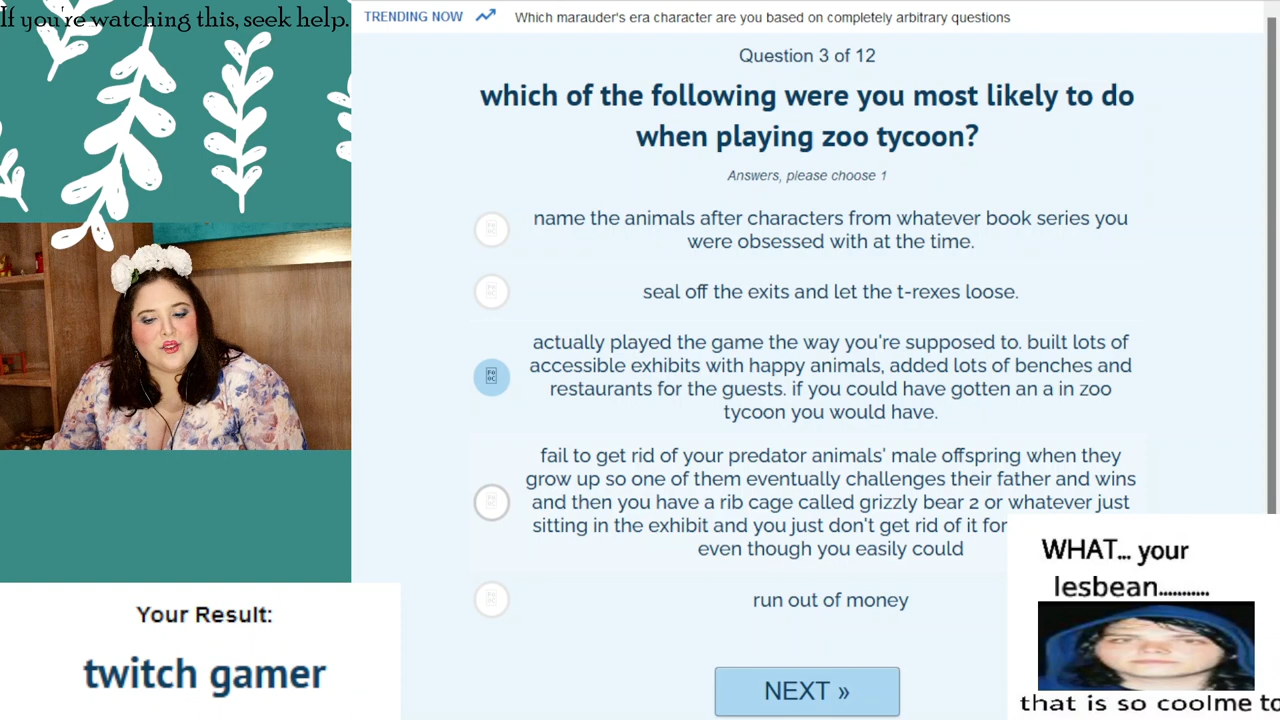 If you're watching this, seek help.
TRENDING NOW
Which marauder's era character are you based on completely arbitrary questions
Question 3 of 12
which of the following were you most likely to do
when playing zoo tycoon?
Answers, please choose 1
name the animals after characters from whatever book series you
were obsessed with at the time.
seal off the exits and let the t-rexes loose.
actually played the game the way you're supposed to. built lots of
accessible exhibits with happy animals, added lots of benches and
restaurants for the guests. if you could have gotten an a in zoo
tycoon you would have.
fail to get rid of your predator animals' male offspring when they
grow up so one of them eventually challenges their father and wins
and then you have a rib cage called grizzly bear 2 or whatever just
sitting in the exhibit and you just don't get rid of it for
even though you easily could
run out of money
NEXT »
Your Result:
twitch gamer
WHAT... your
lesbean...........
that is so coolme to